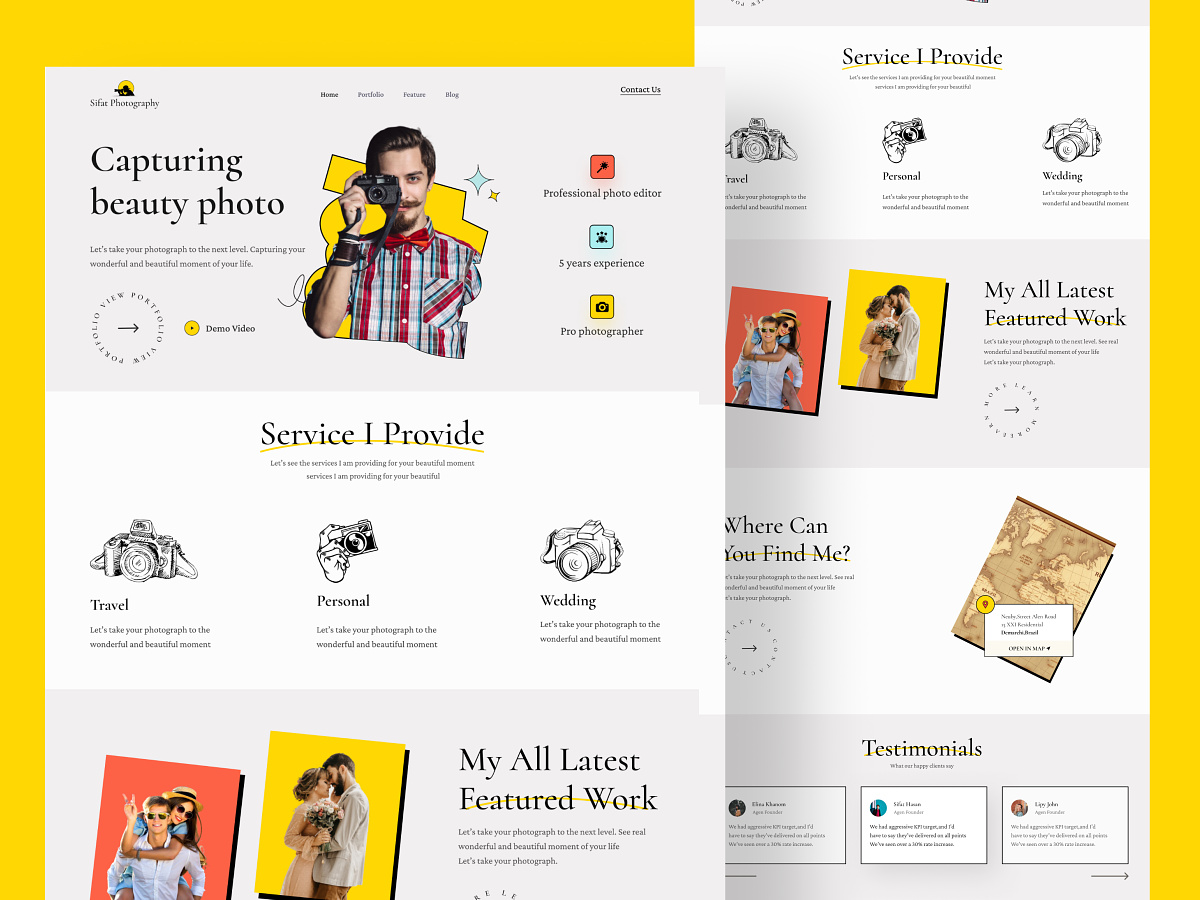 Sifat Photography
Home
Portfolio
Feature
Blog
Contact Us
Capturing
beauty photo
Let's take your photograph to the next level. Capturing your
wonderful and beautiful moment of your life.
VIEW PORTFOLIO VIEW PORTFOLIO
Demo Video
Professional photo editor
5 years experience
Pro photographer
Service I Provide
Let's see the services I am providing for your beautiful moment
services I am providing for your beautiful
Travel
Let's take your photograph to the
wonderful and beautiful moment
Personal
Let's take your photograph to the
wonderful and beautiful moment
Wedding
Let's take your photograph to the
wonderful and beautiful moment
My All Latest
Featured Work
Let's take your photograph to the next level. See real
wonderful and beautiful moment of your life
Let's take your photograph.
RE LE
Service I Provide
Let's see the services I am providing for your beautiful moment
services I am providing for your beautiful
Travel
Let's take your photograph to the
wonderful and beautiful moment
Personal
Let's take your photograph to the
wonderful and beautiful moment
Wedding
Let's take your photograph to the
wonderful and beautiful moment
My All Latest
Featured Work
Let's take your photograph to the next level. See real
wonderful and beautiful moment of your life
Let's take your photograph.
MORE LEARN MORE LEARN
Where Can
You Find Me?
Let's take your photograph to the next level. See real
wonderful and beautiful moment of your life
Let's take your photograph.
CONTACT US CONTACT US
BRAZIL
Nearby,Street Alen Road
13 XXI Residential
Demarchi,Brazil
OPEN IN MAP
Testimonials
What our happy clients say
Elina Khanom
Agen Founder
We had aggressive KPI target,and I'd
have to say they've delivered on all points
We've seen over a 30% rate increase.
Sifat Hasan
Agen Founder
We had aggressive KPI target,and I'd
have to say they've delivered on all points
We've seen over a 30% rate increase.
Lipy John
Agen Founder
We had aggressive KPI target,and I'd
have to say they've delivered on all points
We've seen over a 30% rate increase.